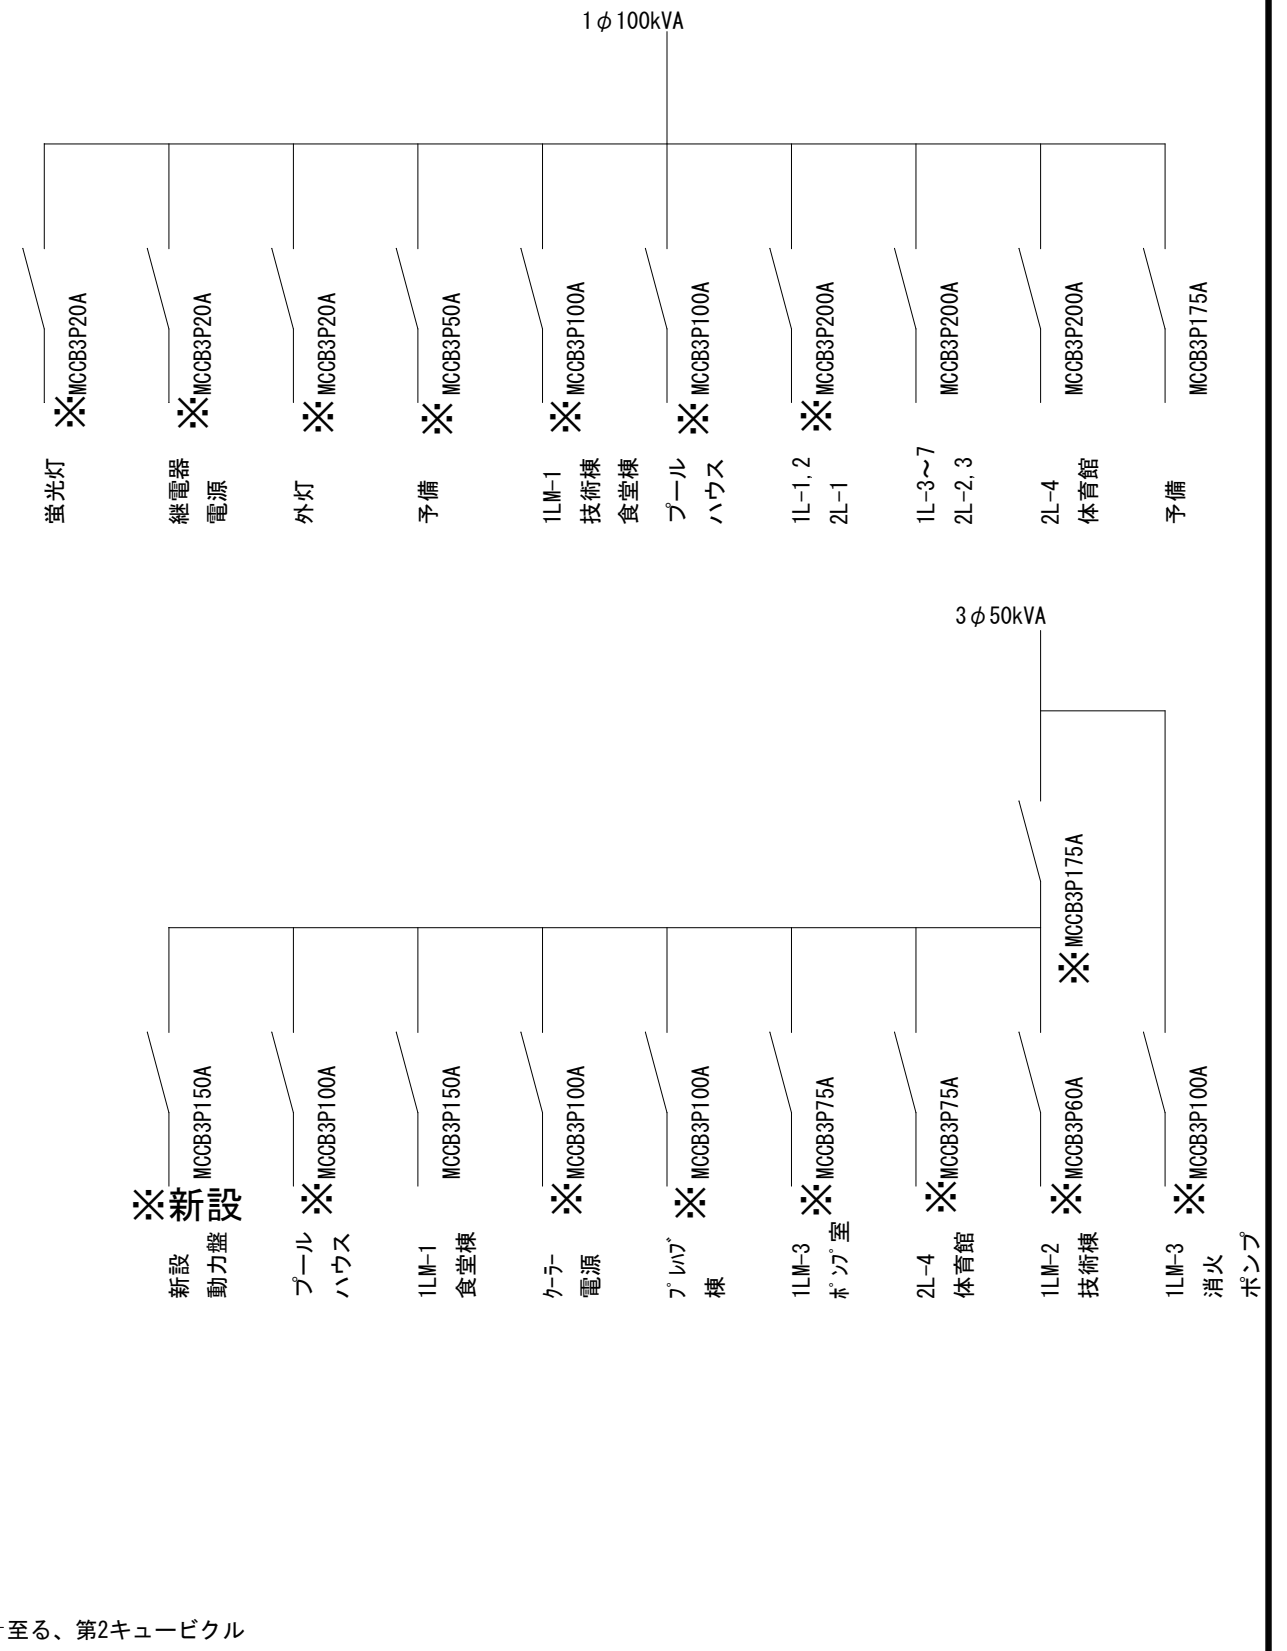 1φ100kVA
※MCCB3P20A
蛍光灯
※MCCB3P20A
継電器
電源
※MCCB3P20A
外灯
※MCCB3P50A
予備
※MCCB3P100A
1LM-1
技術棟
食堂棟
※MCCB3P100A
プール
ハウス
※MCCB3P200A
1L-1,2
2L-1
MCCB3P200A
1L-3～7
2L-2,3
MCCB3P200A
2L-4
体育館
MCCB3P175A
予備
3φ50kVA
※MCCB3P175A
MCCB3P150A
※新設
新設
動力盤
※MCCB3P100A
プール
ハウス
MCCB3P150A
1LM-1
食堂棟
※MCCB3P100A
ｸｰﾗｰ
電源
※MCCB3P100A
ﾌﾟﾚﾊﾌﾞ
棟
※MCCB3P75A
1LM-3
ﾎﾟﾝﾌﾟ室
※MCCB3P75A
2L-4
体育館
※MCCB3P60A
1LM-2
技術棟
※MCCB3P100A
1LM-3
消火
ポンプ
至る、第2キュービクル